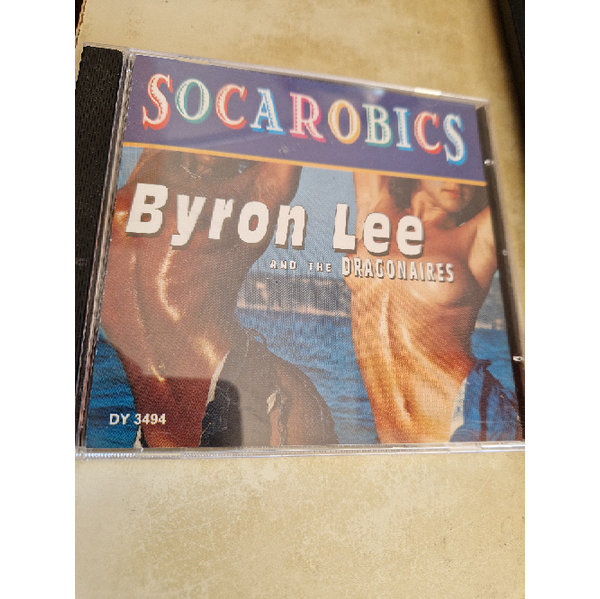 SOCAROBICS
Byron Lee
AND THE DRAGONAIRES
DY 3494